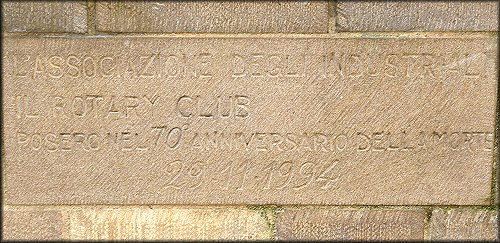 L'ASSOCIAZIONE DEGLI INDUSTRIALI
IL ROTARY CLUB
POSERO NEL 70° ANNIVERSARIO DELLA MORTE
29.11.1994